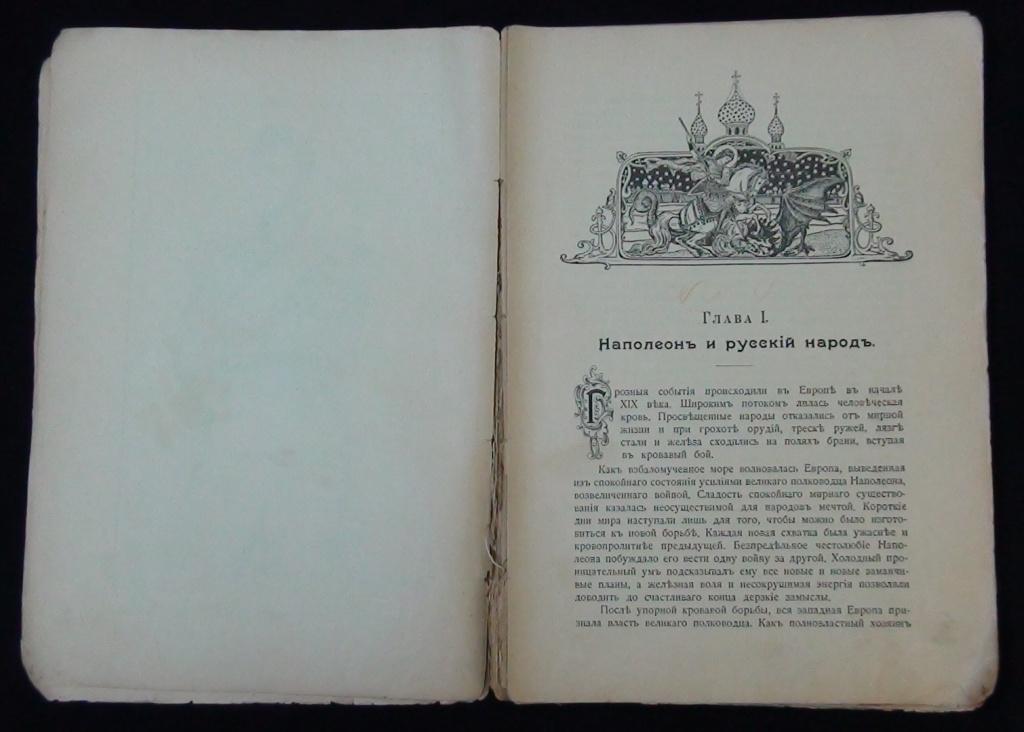 Глава I.
Наполеонъ и русскій народъ.
Грозныя событія происходили въ Европѣ въ началѣ
XIX вѣка. Широкимъ потокомъ лилась человѣческая
кровь. Просвѣщенные народы отказались отъ мирной
жизни и при грохотѣ орудій, трескѣ ружей, лязгѣ
стали и желѣза сходились на поляхъ брани, вступая
въ кровавый бой.
Какъ взбаломученное море волновалась Европа, выведенная
изъ спокойнаго состоянія усиліями великаго полководца Наполеона,
возвеличеннаго войной. Сладость спокойнаго мирнаго существо-
ванія казалась неосуществимой для народовъ мечтой. Короткіе
дни мира наступали лишь для того, чтобы можно было изгото-
виться къ новой борьбѣ. Каждая новая схватка была ужаснѣе и
кровопролитнѣе предыдущей. Безпредѣльное честолюбіе Напо-
леона побуждало его вести одну войну за другой. Холодный про-
ницательный умъ подсказывалъ ему все новые и новые заманчи-
вые планы, а желѣзная воля и несокрушимая энергія позволяли
доводить до счастливаго конца дерзкіе замыслы.
Послѣ упорной кровавой борьбы, вся западная Европа при-
знала власть великаго полководца. Какъ полновластный хозяинъ